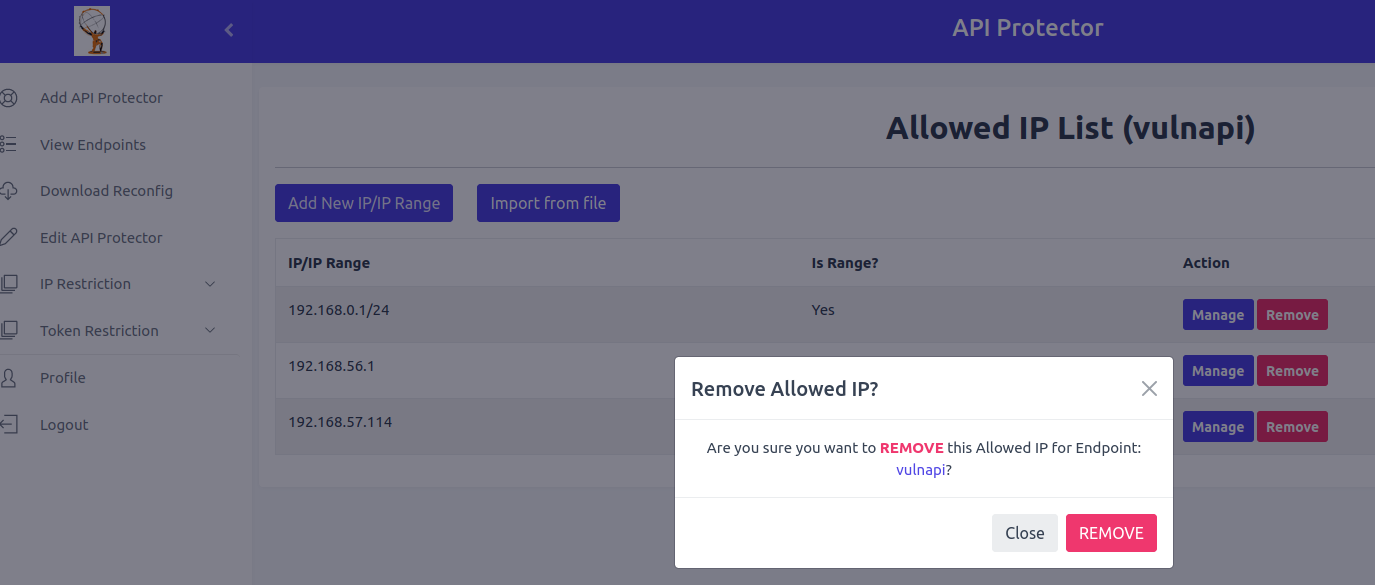 API Protector
Add API Protector
View Endpoints
Download Reconfig
Edit API Protector
IP Restriction
Token Restriction
Profile
Logout
Allowed IP List (vulnapi)
Add New IP/IP Range Import from file
IP/IP Range Is Range? Action
192.168.0.1/24 Yes Manage Remove
192.168.56.1 Manage Remove
192.168.57.114 Manage Remove
Remove Allowed IP?
Are you sure you want to REMOVE this Allowed IP for Endpoint:
vulnapi?
Close REMOVE